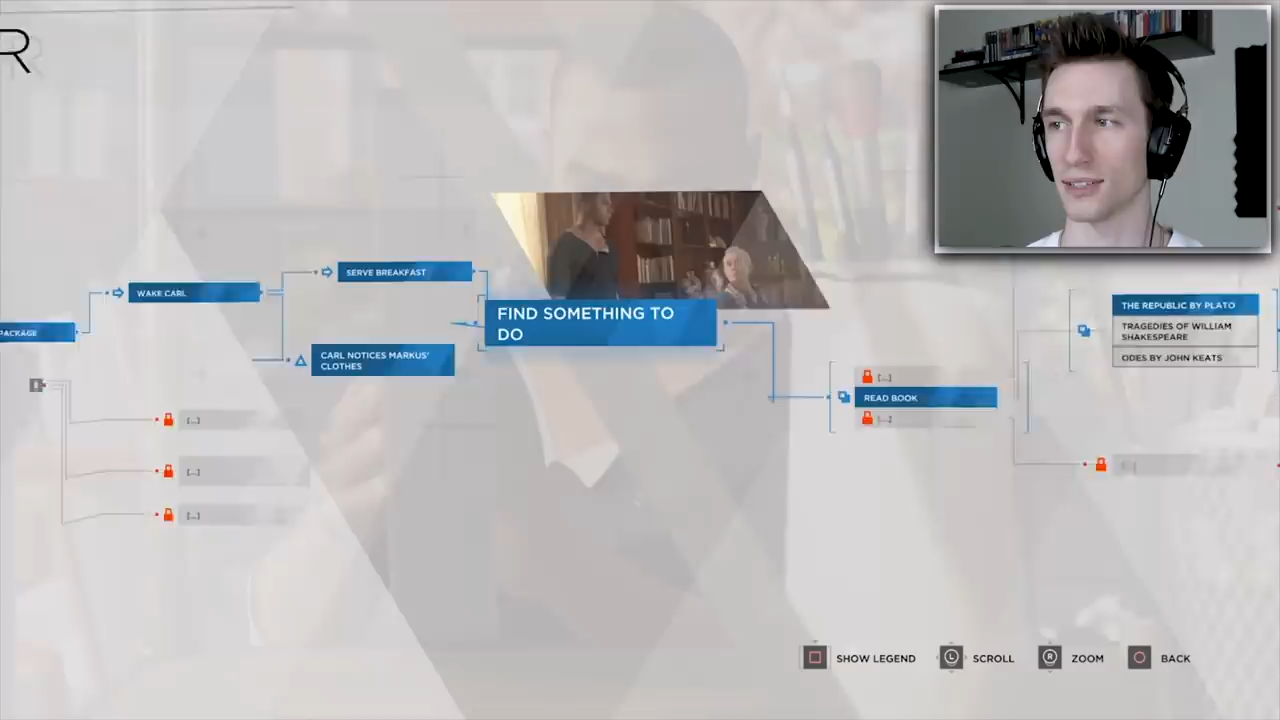 R
PACKAGE
WAKE CARL
SERVE BREAKFAST
CARL NOTICES MARKUS'
CLOTHES
[...]
[...]
[...]
FIND SOMETHING TO
DO
[...]
READ BOOK
[...]
THE REPUBLIC BY PLATO
TRAGEDIES OF WILLIAM
SHAKESPEARE
ODES BY JOHN KEATS
SHOW LEGEND
L
SCROLL
R
ZOOM
BACK